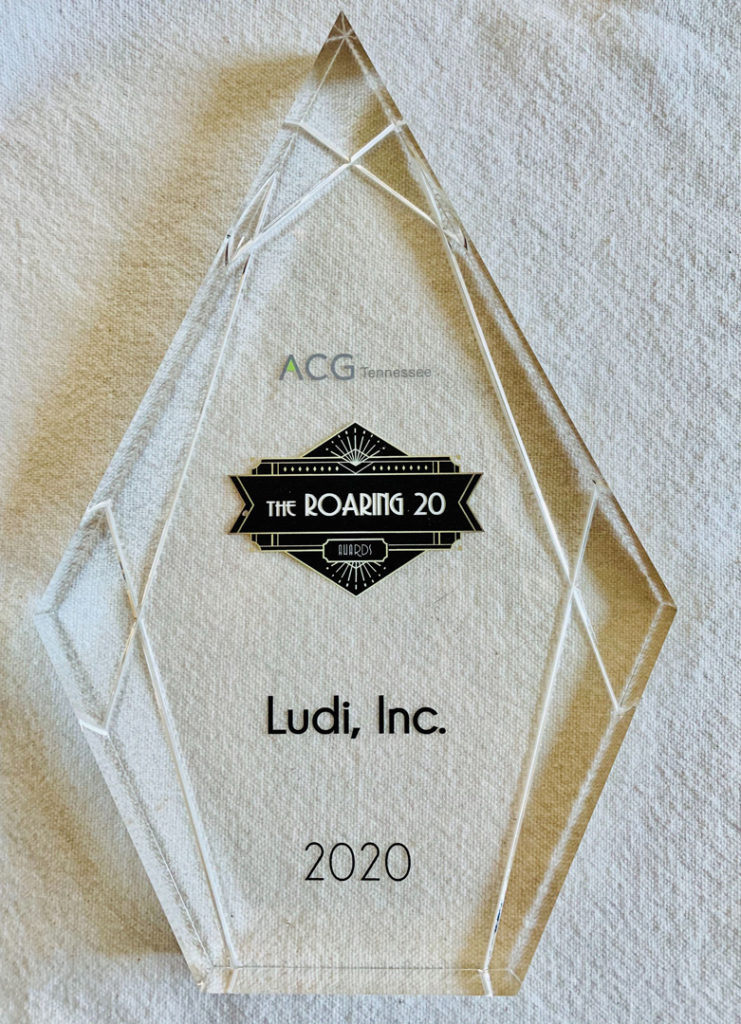 ACG Tennessee
THE ROARING 20
AWARDS
Ludi, Inc.
2020